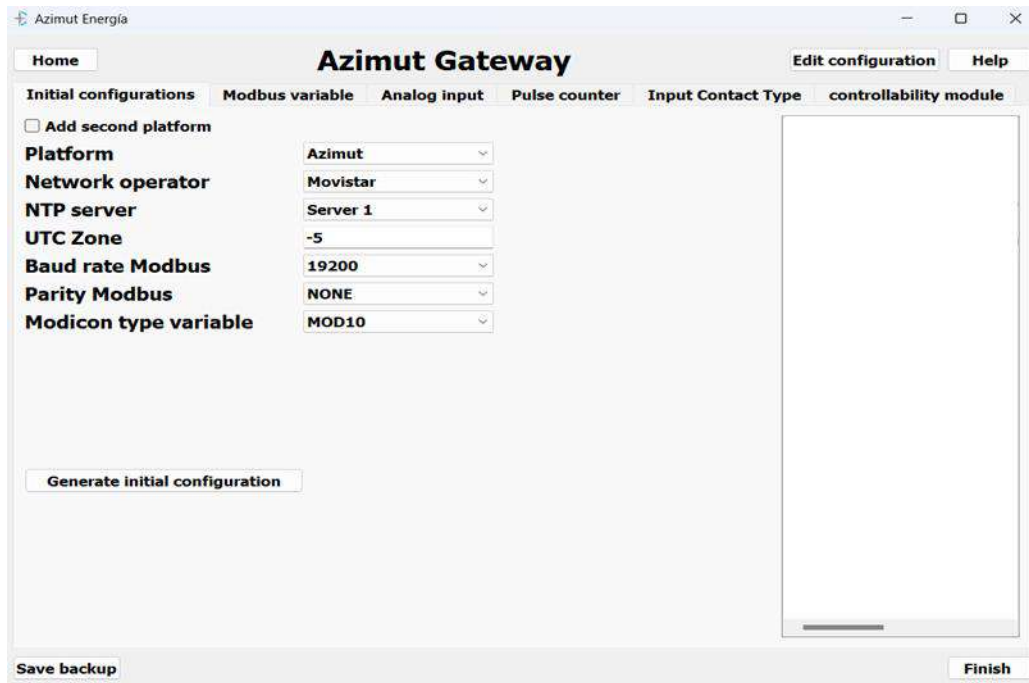 Azimut Energía
Home Azimut Gateway Edit configuration Help
Initial configurations Modbus variable Analog input Pulse counter Input Contact Type controllability module
Add second platform
Platform Azimut
Network operator Movistar
NTP server Server 1
UTC Zone -5
Baud rate Modbus 19200
Parity Modbus NONE
Modicon type variable MOD10
Generate initial configuration
Save backup Finish